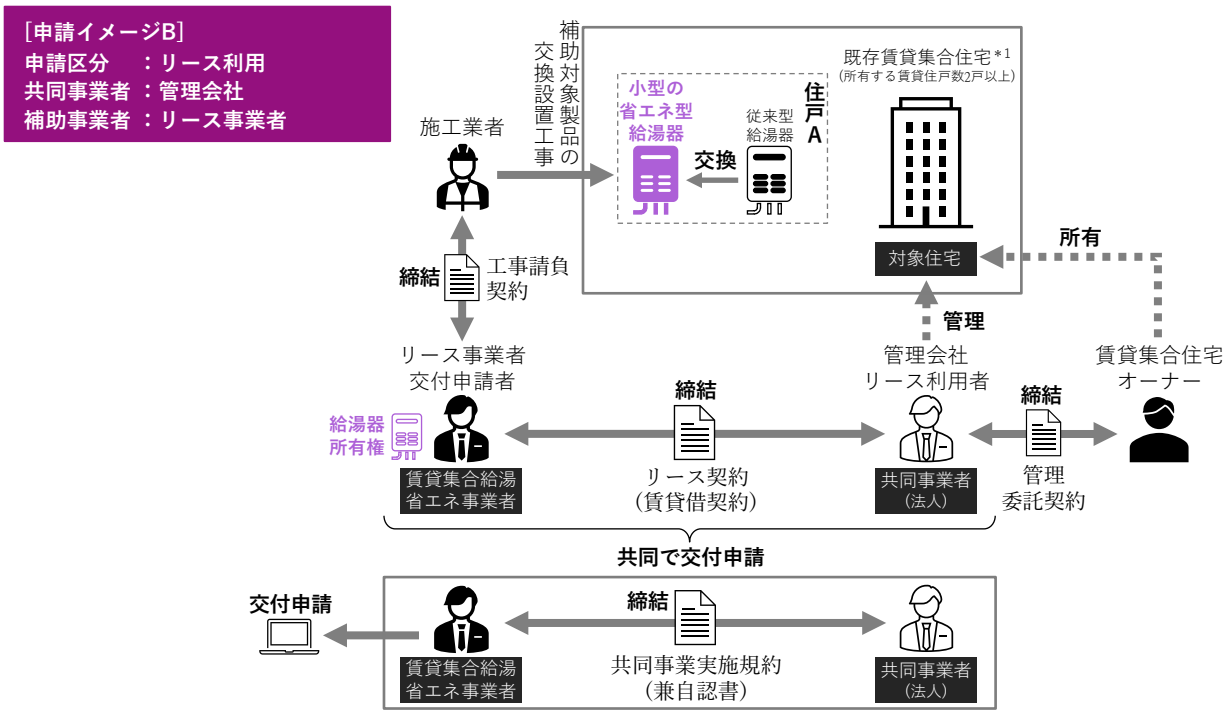 [申請イメージB]
申請区分　：リース利用
共同事業者：管理会社
補助事業者：リース事業者
施工業者
補助対象製品の
交換設置工事
小型の
省エネ型
給湯器
交換
従来型
給湯器
住戸A
既存賃貸集合住宅*1
(所有する賃貸住戸数2戸以上)
対象住宅
所有
管理
締結
工事請負
契約
リース事業者
交付申請者
給湯器
所有権
賃貸集合給湯
省エネ事業者
締結
リース契約
(賃貸借契約)
管理会社
リース利用者
共同事業者
(法人)
締結
管理
委託契約
賃貸集合住宅
オーナー
共同で交付申請
交付申請
賃貸集合給湯
省エネ事業者
締結
共同事業実施規約
(兼自認書)
共同事業者
(法人)